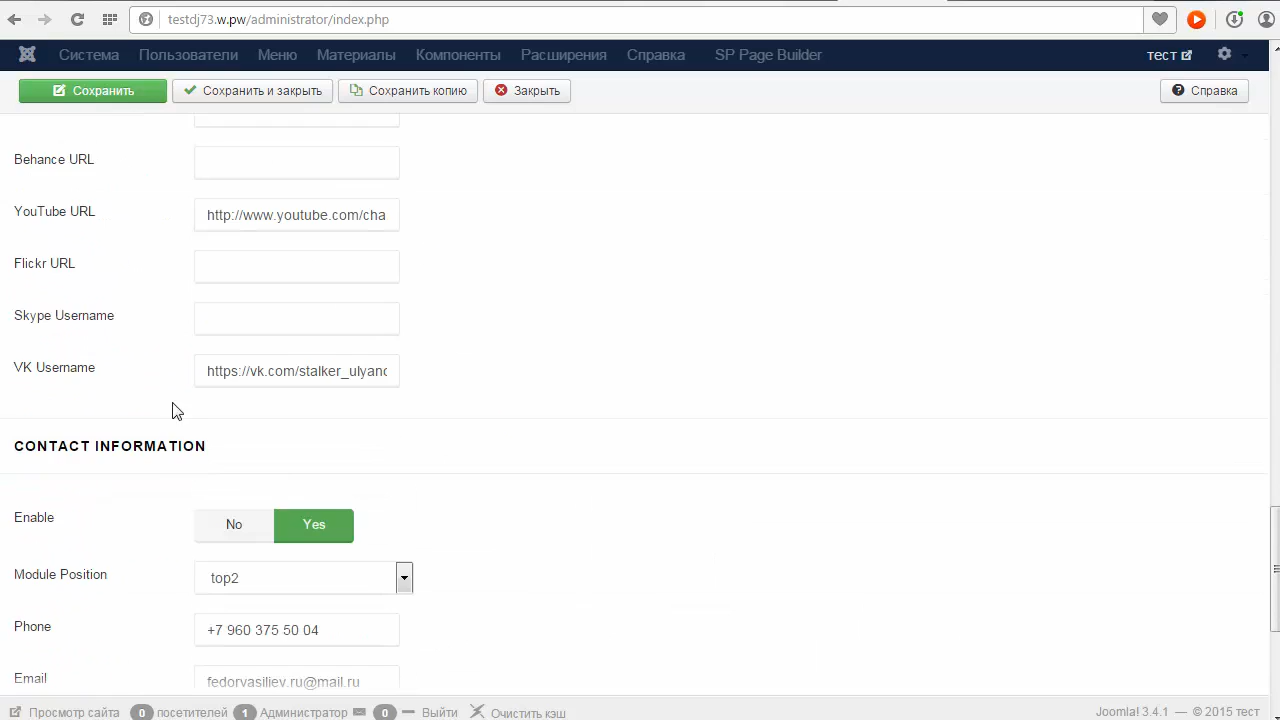 testdj73.w.pw/administrator/index.php
Система Пользователи Меню Материалы Компоненты Расширения Справка SP Page Builder тест
Сохранить Сохранить и закрыть Сохранить копию Закрыть Справка
Behance URL
YouTube URL http://www.youtube.com/cha
Flickr URL
Skype Username
VK Username https://vk.com/stalker_ulyano
CONTACT INFORMATION
Enable No Yes
Module Position top2
Phone +7 960 375 50 04
Email fedorvasiliev.ru@mail.ru
Просмотр сайта 0 посетителей 1 Администратор 0 Выйти Очистить кэш Joomla! 3.4.1 — © 2015 тест